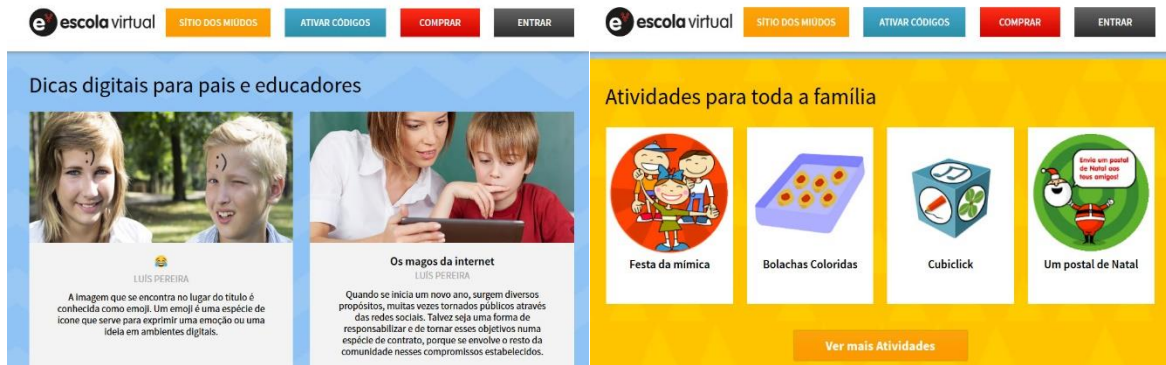 escola virtual
SÍTIO DOS MIÚDOS
ATIVAR CÓDIGOS
COMPRAR
ENTRAR
Dicas digitais para pais e educadores
:)
:)
😂
LUÍS PEREIRA
A imagem que se encontra no lugar do titulo é
conhecida como emoji. Um emoji é uma espécie de
icone que serve para exprimir uma emoção ou uma
ideia em ambientes digitais.
Os magos da internet
LUÍS PEREIRA
Quando se inicia um novo ano, surgem diversos
propósitos, muitas vezes tornados públicos através
das redes sociais. Talvez seja uma forma de
responsabilizar e de tornar esses objetivos numa
espécie de contrato, porque se envolve o resto da
comunidade nesses compromissos estabelecidos.
escola virtual
SÍTIO DOS MIÚDOS
ATIVAR CÓDIGOS
COMPRAR
ENTRAR
Atividades para toda a família
Festa da mímica
Bolachas Coloridas
Cubiclick
Envia um postal
de Natal aos
teus amigos!
Um postal de Natal
Ver mais Atividades